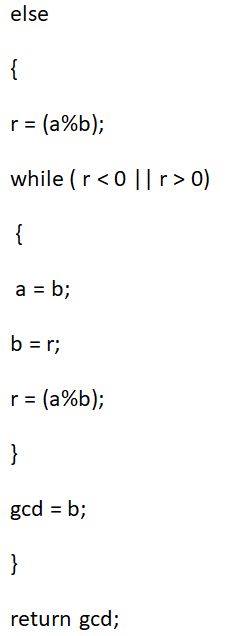 else
{
r = (a%b);
while ( r < 0 || r > 0)
{
a = b;
b = r;
r = (a%b);
}
gcd = b;
}
return gcd;